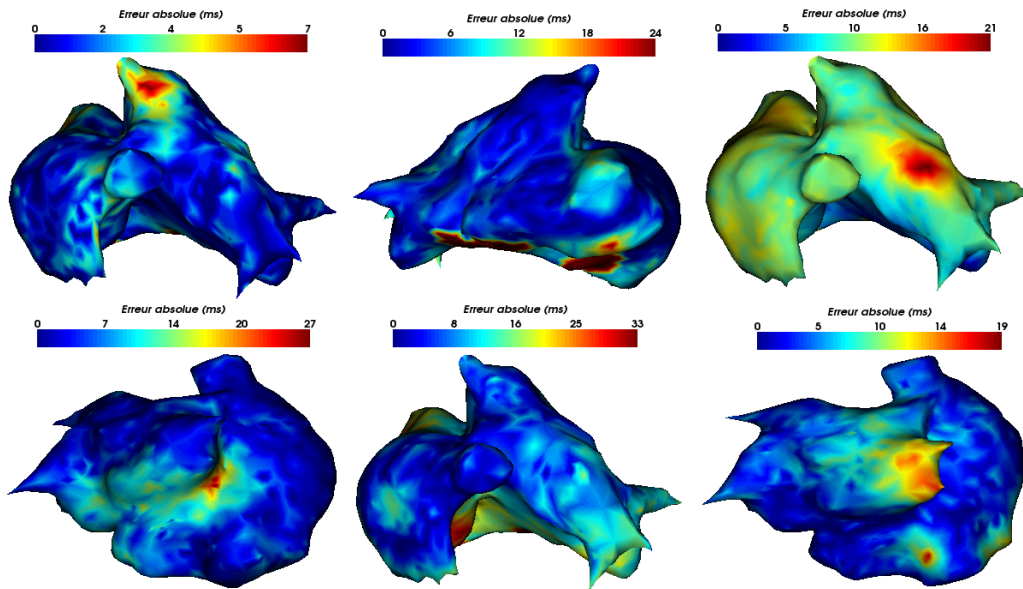 Erreur absolue (ms)
0 2 4 5 7
Erreur absolue (ms)
0 6 12 18 24
Erreur absolue (ms)
0 5 10 15 21
Erreur absolue (ms)
0 7 14 20 27
Erreur absolue (ms)
0 8 16 25 33
Erreur absolue (ms)
0 5 10 14 19